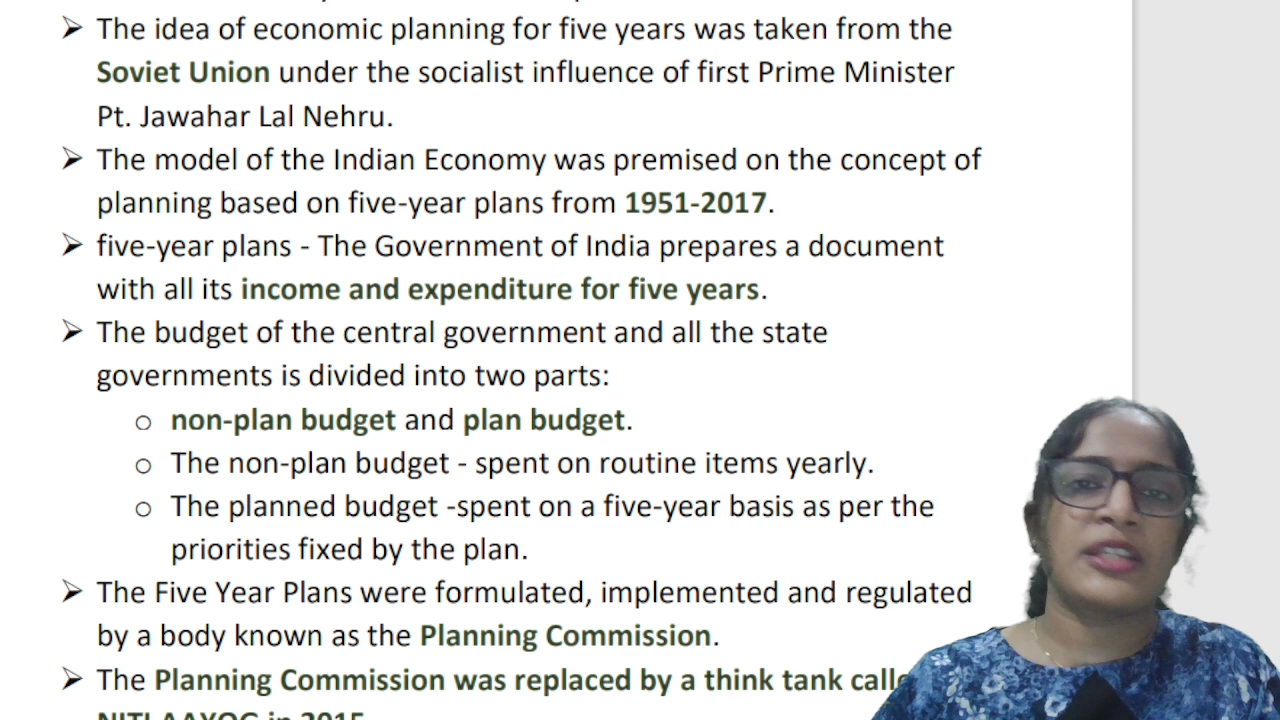 ➢ The idea of economic planning for five years was taken from the
Soviet Union under the socialist influence of first Prime Minister
Pt. Jawahar Lal Nehru.
➢ The model of the Indian Economy was premised on the concept of
planning based on five-year plans from 1951-2017.
➢ five-year plans - The Government of India prepares a document
with all its income and expenditure for five years.
➢ The budget of the central government and all the state
governments is divided into two parts:
o non-plan budget and plan budget.
o The non-plan budget - spent on routine items yearly.
o The planned budget -spent on a five-year basis as per the
priorities fixed by the plan.
➢ The Five Year Plans were formulated, implemented and regulated
by a body known as the Planning Commission.
➢ The Planning Commission was replaced by a think tank
NITI AAYOG in 2015